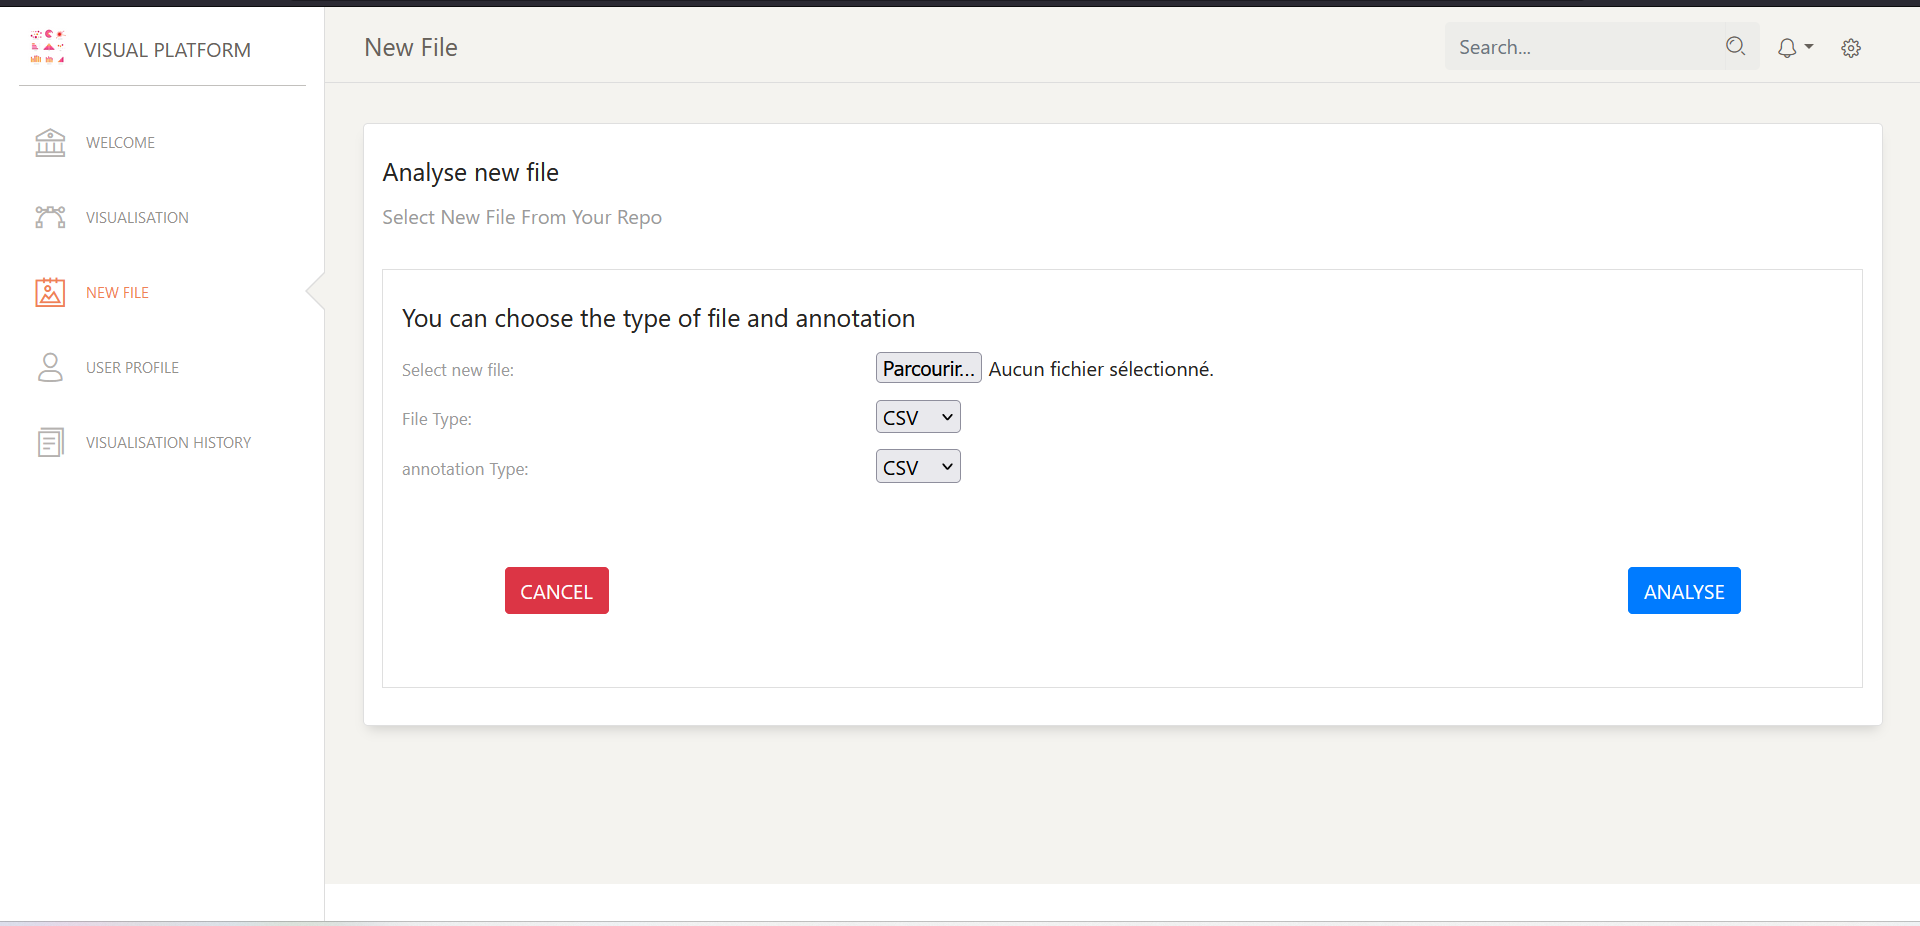 VISUAL PLATFORM
WELCOME
VISUALISATION
NEW FILE
USER PROFILE
VISUALISATION HISTORY
New File
Search...
Analyse new file
Select New File From Your Repo
You can choose the type of file and annotation
Select new file: Parcourir... Aucun fichier sélectionné.
File Type: CSV
annotation Type: CSV
CANCEL ANALYSE